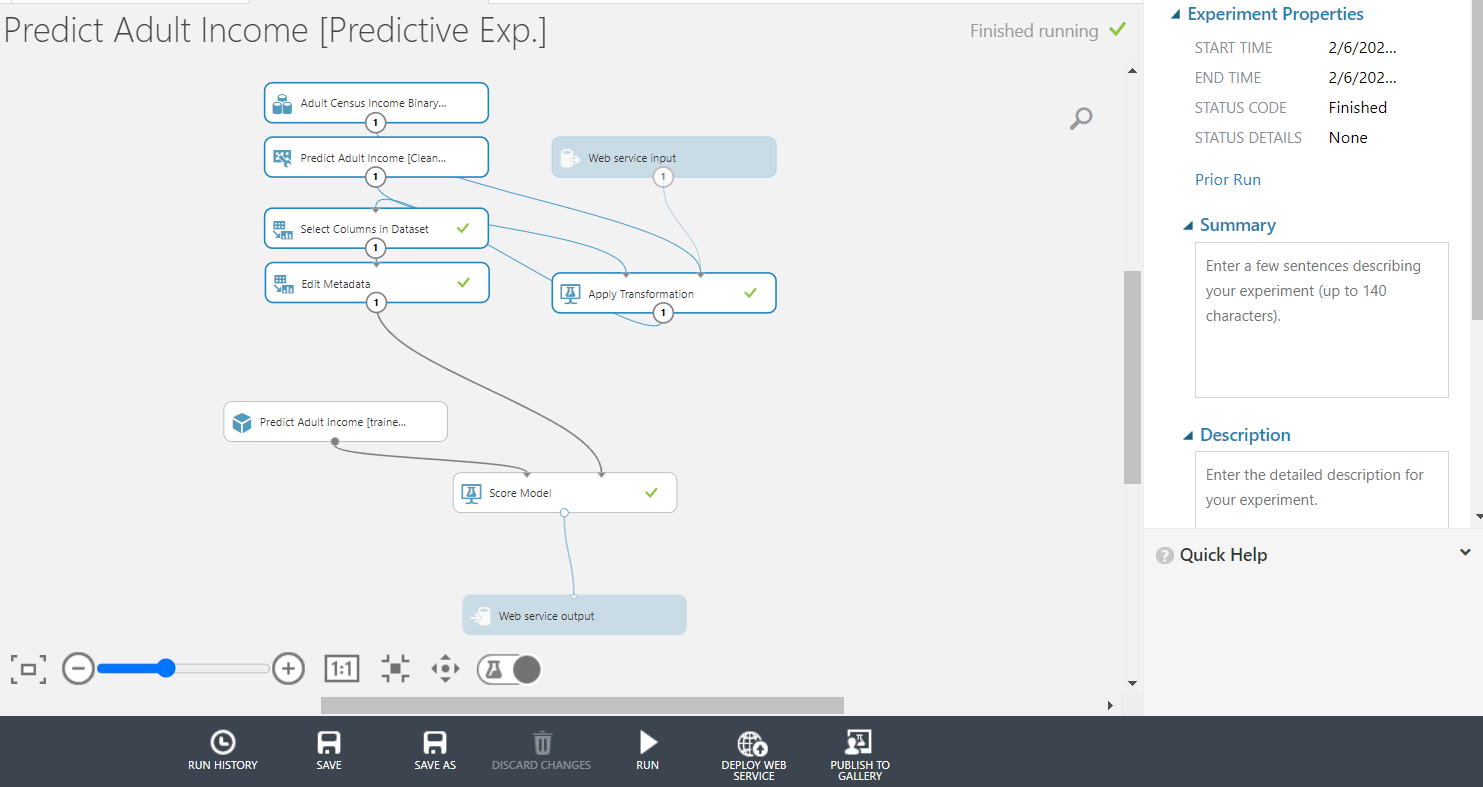 Predict Adult Income [Predictive Exp.]
Finished running
Adult Census Income Binary...
1
Predict Adult Income [Clean...
1
Web service input
1
Select Columns in Dataset
1
Edit Metadata
1
Apply Transformation
1
Predict Adult Income [traine...
Score Model
Web service output
1:1
Experiment Properties
START TIME 2/6/202...
END TIME 2/6/202...
STATUS CODE Finished
STATUS DETAILS None
Prior Run
Summary
Enter a few sentences describing
your experiment (up to 140
characters).
Description
Enter the detailed description for
your experiment.
? Quick Help
RUN HISTORY
SAVE
SAVE AS
DISCARD CHANGES
RUN
DEPLOY WEB
SERVICE
PUBLISH TO
GALLERY